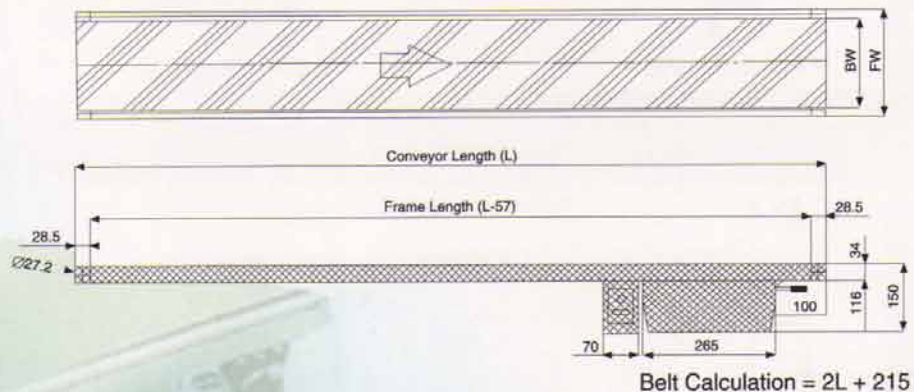 BW
FW
Conveyor Length (L)
Frame Length (L-57)
28.5
28.5
Ø27.2
34
116
150
100
70
265
Belt Calculation = 2L + 215